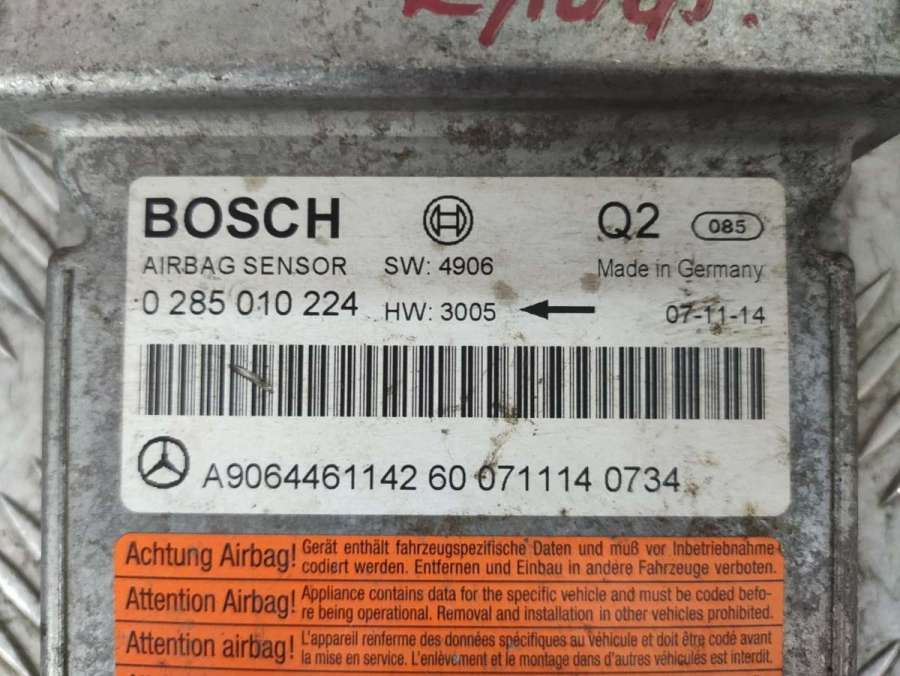 BOSCH Q2 085
AIRBAG SENSOR SW: 4906 Made in Germany
0 285 010 224 HW: 3005 07-11-14
A9064461142 60 071114 0734
Achtung Airbag! Gerät enthält fahrzeugspezifische Daten und muß vor Inbetriebnahme
codiert werden. Entfernen und Einbau in andere Fahrzeuge verboten.
Attention Airbag! Appliance contains data for the specific vehicle and must be coded befo-
re being operational. Removal and installation in other vehicles prohibited.
Attention airbag! L'appareil renferme des données spécifiques au véhicule et doit être codé avant
la mise en service. L'enlèvement et le montage dans d'autres véhicules est interdit.